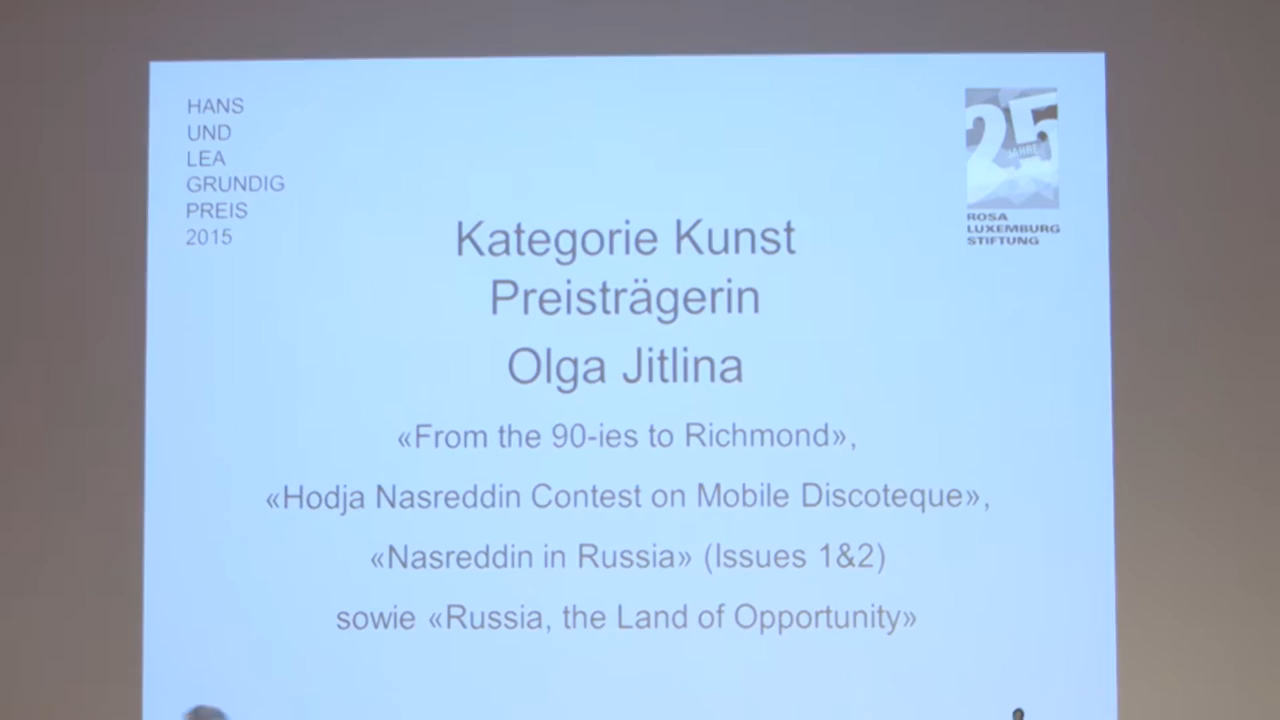 HANS
UND
LEA
GRUNDIG
PREIS
2015
25
JAHRE
ROSA
LUXEMBURG
STIFTUNG
Kategorie Kunst
Preisträgerin
Olga Jitlina
«From the 90-ies to Richmond»,
«Hodja Nasreddin Contest on Mobile Discoteque»,
«Nasreddin in Russia» (Issues 1&2)
sowie «Russia, the Land of Opportunity»